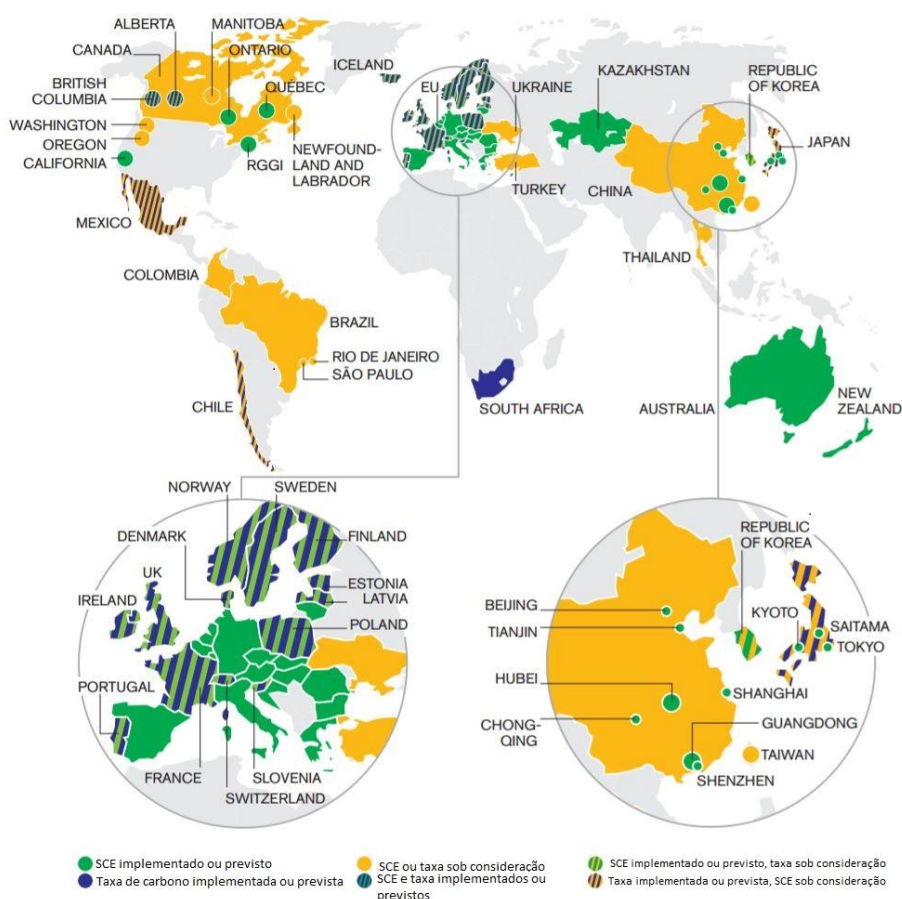 ALBERTA
MANITOBA
CANADA
ONTARIO
ICELAND
KAZAKHSTAN
REPUBLIC
OF KOREA
BRITISH
COLUMBIA
QUÉBEC
EU
UKRAINE
WASHINGTON
JAPAN
OREGON
CALIFORNIA
RGGI
NEWFOUND-
LAND AND
LABRADOR
TURKEY
CHINA
MEXICO
THAILAND
COLOMBIA
BRAZIL
RIO DE JANEIRO
SÃO PAULO
CHILE
SOUTH AFRICA
AUSTRALIA
NEW
ZEALAND
NORWAY
SWEDEN
DENMARK
FINLAND
UK
ESTONIA
LATVIA
IRELAND
POLAND
PORTUGAL
FRANCE
SLOVENIA
SWITZERLAND
REPUBLIC
OF KOREA
BEIJING
KYOTO
SAITAMA
TIANJIN
TOKYO
HUBEI
SHANGHAI
CHONG-
QING
GUANGDONG
TAIWAN
SHENZHEN
SCE implementado ou previsto
SCE ou taxa sob consideração
SCE implementado ou previsto, taxa sob consideração
Taxa de carbono implementada ou prevista
SCE e taxa implementados ou
previstos
Taxa implementada ou prevista, SCE sob consideração